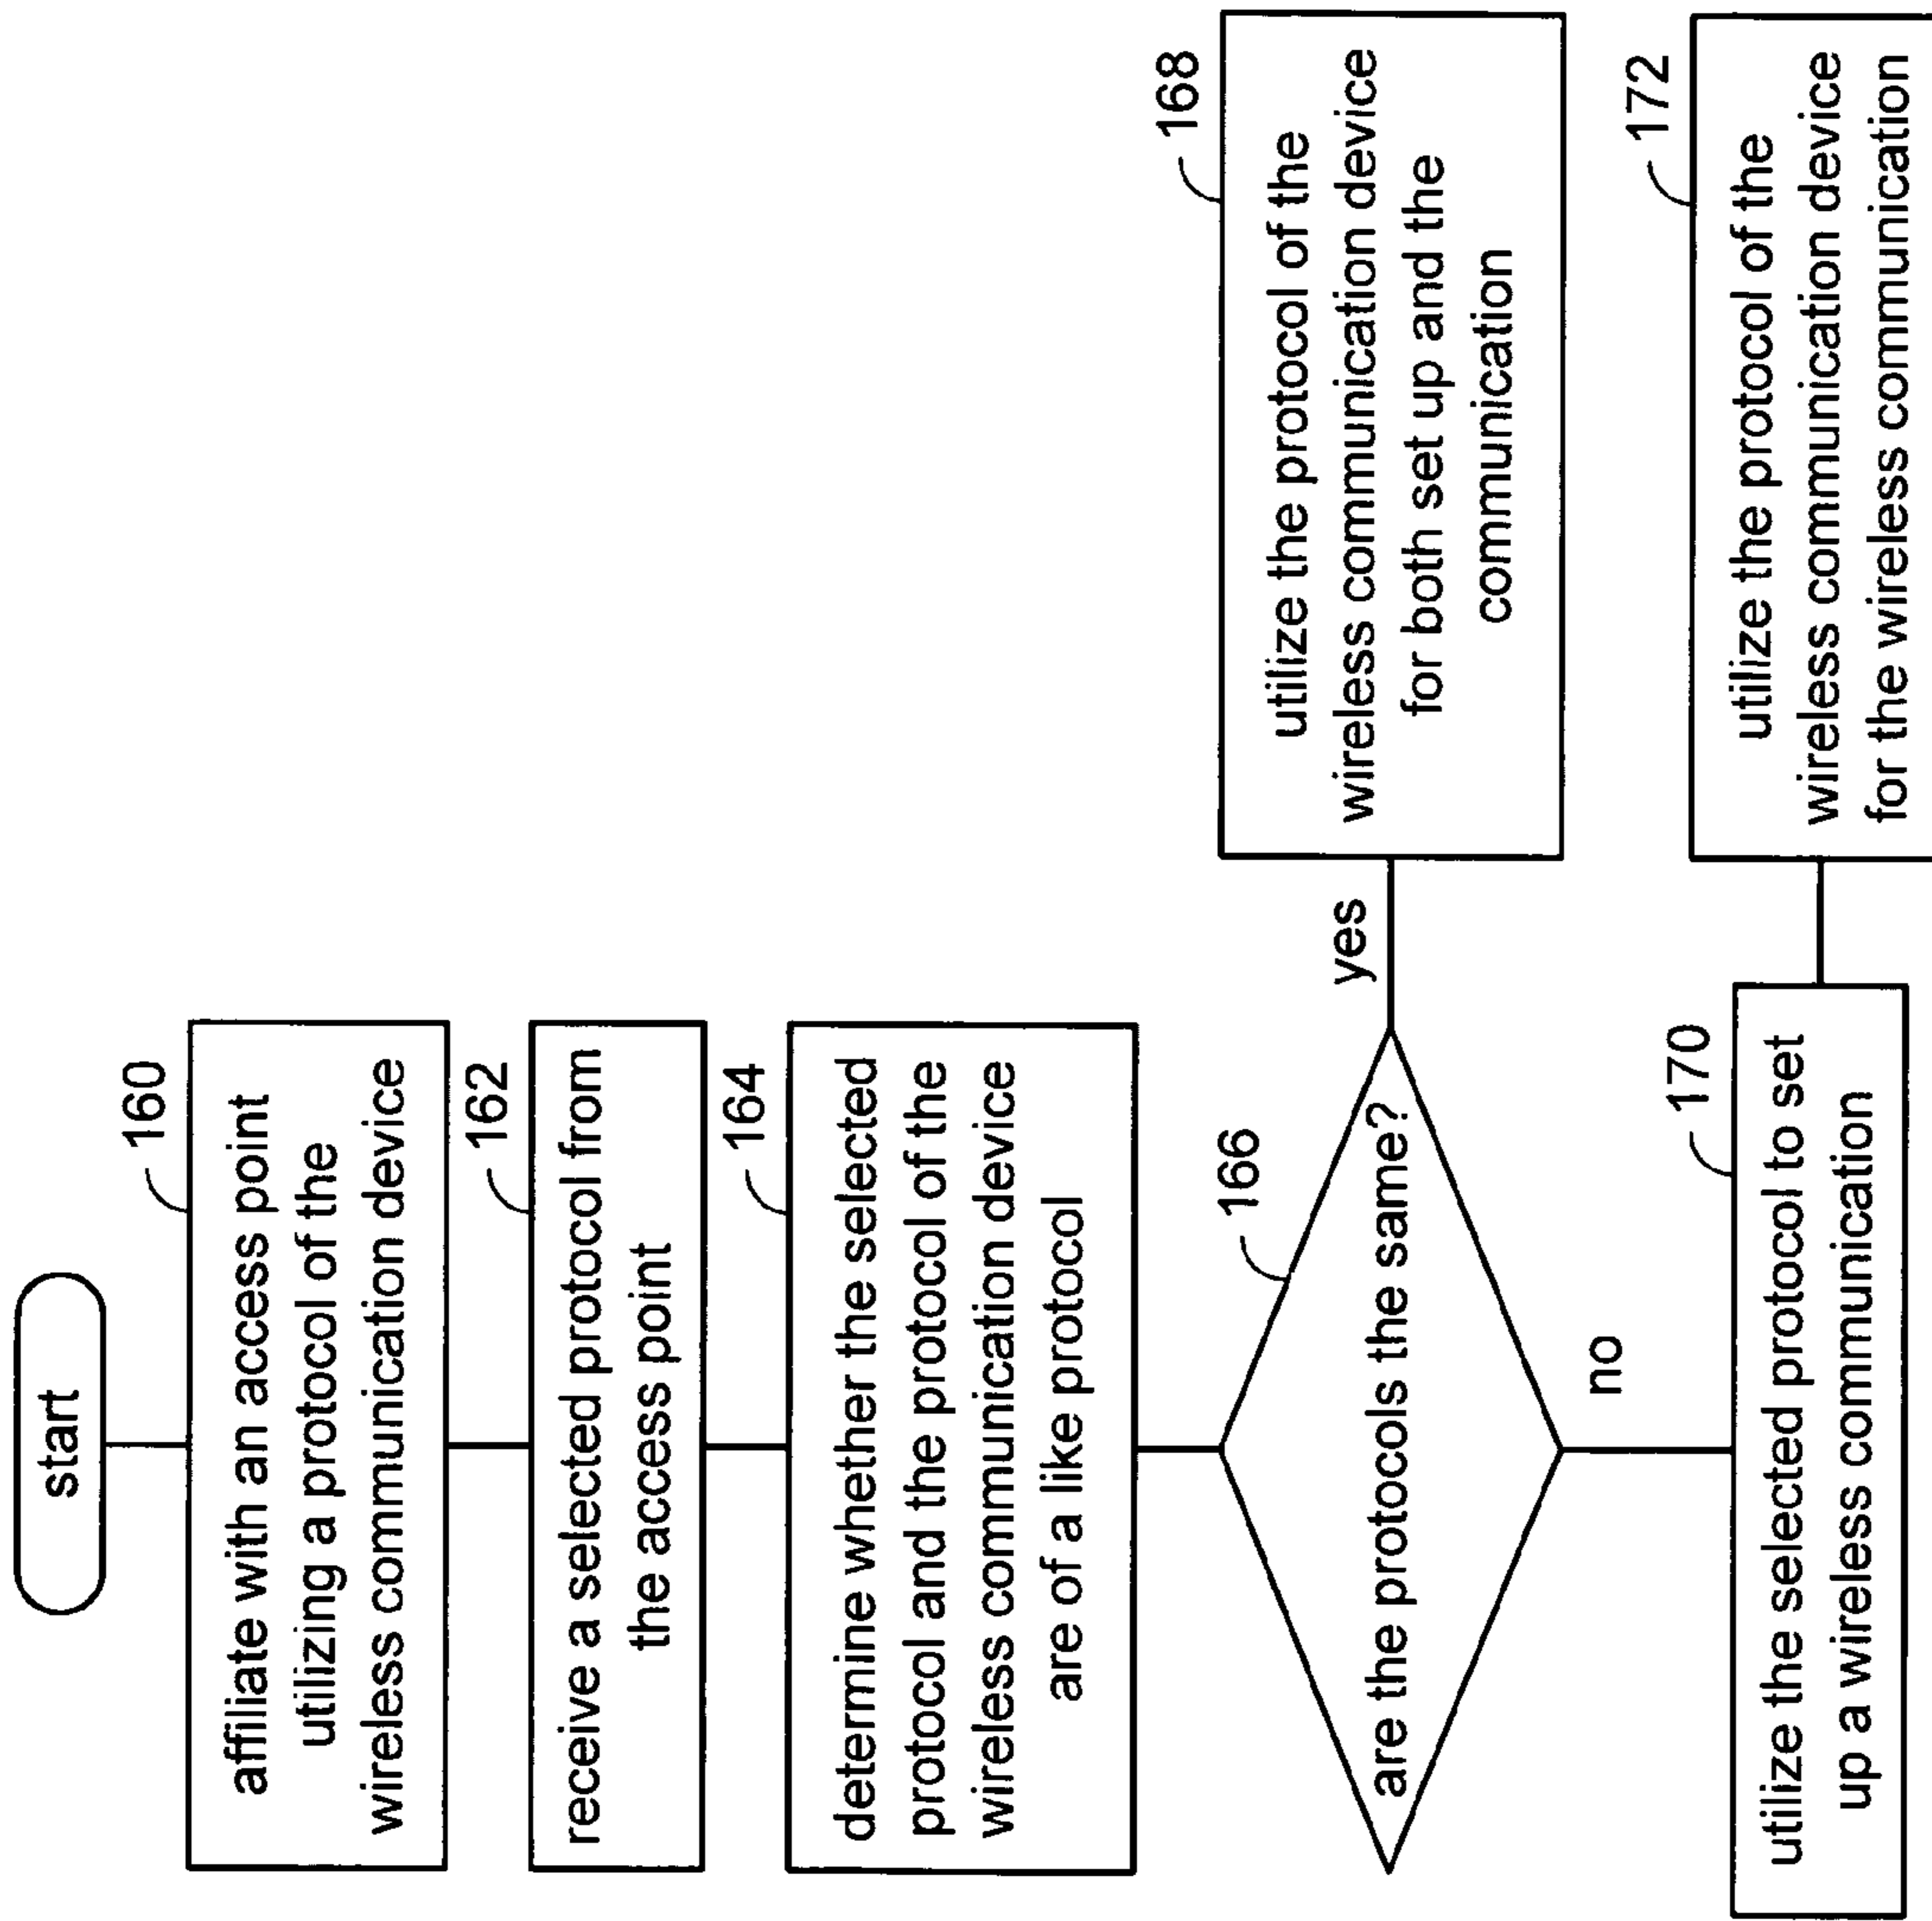 start
160
affiliate with an access point
utilizing a protocol of the
wireless communication device
162
receive a selected protocol from
the access point
164
determine whether the selected
protocol and the protocol of the
wireless communication device
are of a like protocol
166
are the protocols the same?
yes
168
utilize the protocol of the
wireless communication device
for both set up and the
communication
no
170
utilize the selected protocol to set
up a wireless communication
172
utilize the protocol of the
wireless communication device
for the wireless communication